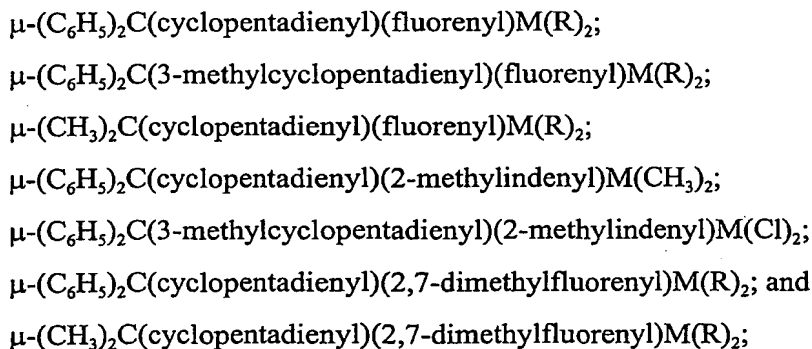 μ-(C₆H₅)₂C(cyclopentadienyl)(fluorenyl)M(R)₂;
μ-(C₆H₅)₂C(3-methylcyclopentadienyl)(fluorenyl)M(R)₂;
μ-(CH₃)₂C(cyclopentadienyl)(fluorenyl)M(R)₂;
μ-(C₆H₅)₂C(cyclopentadienyl)(2-methylindenyl)M(CH₃)₂;
μ-(C₆H₅)₂C(3-methylcyclopentadienyl)(2-methylindenyl)M(Cl)₂;
μ-(C₆H₅)₂C(cyclopentadienyl)(2,7-dimethylfluorenyl)M(R)₂; and
μ-(CH₃)₂C(cyclopentadienyl)(2,7-dimethylfluorenyl)M(R)₂;